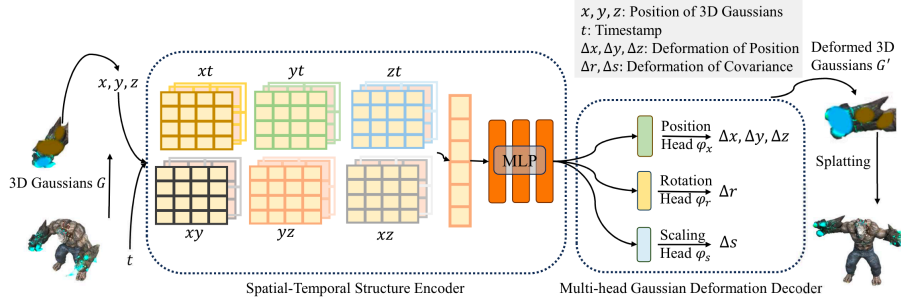 x, y, z: Position of 3D Gaussians
t: Timestamp
Δx, Δy, Δz: Deformation of Position
Δr, Δs: Deformation of Covariance
Deformed 3D
Gaussians G′
x, y, z
xt
yt
zt
3D Gaussians G
MLP
Position
Head φₓ
Δx, Δy, Δz
Rotation
Head φᵣ
Δr
Scaling
Head φₛ
Δs
Splatting
xy
yz
xz
t
Spatial-Temporal Structure Encoder
Multi-head Gaussian Deformation Decoder